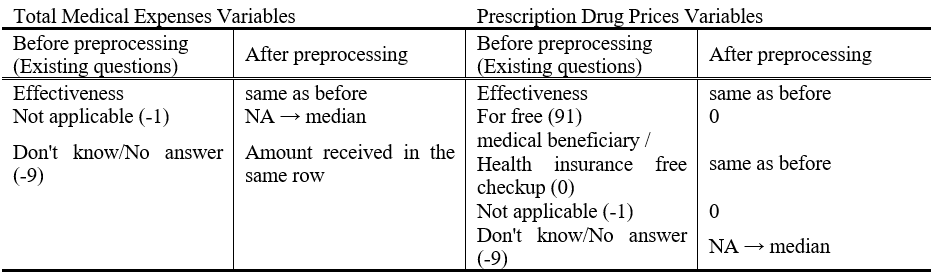 Total Medical Expenses Variables
Prescription Drug Prices Variables
Before preprocessing
(Existing questions)
After preprocessing
Before preprocessing
(Existing questions)
After preprocessing
Effectiveness
same as before
Effectiveness
same as before
Not applicable (-1)
NA → median
For free (91)
0
medical beneficiary /
Health insurance free
checkup (0)
same as before
Don't know/No answer
(-9)
Amount received in the
same row
Not applicable (-1)
0
Don't know/No answer
(-9)
NA → median